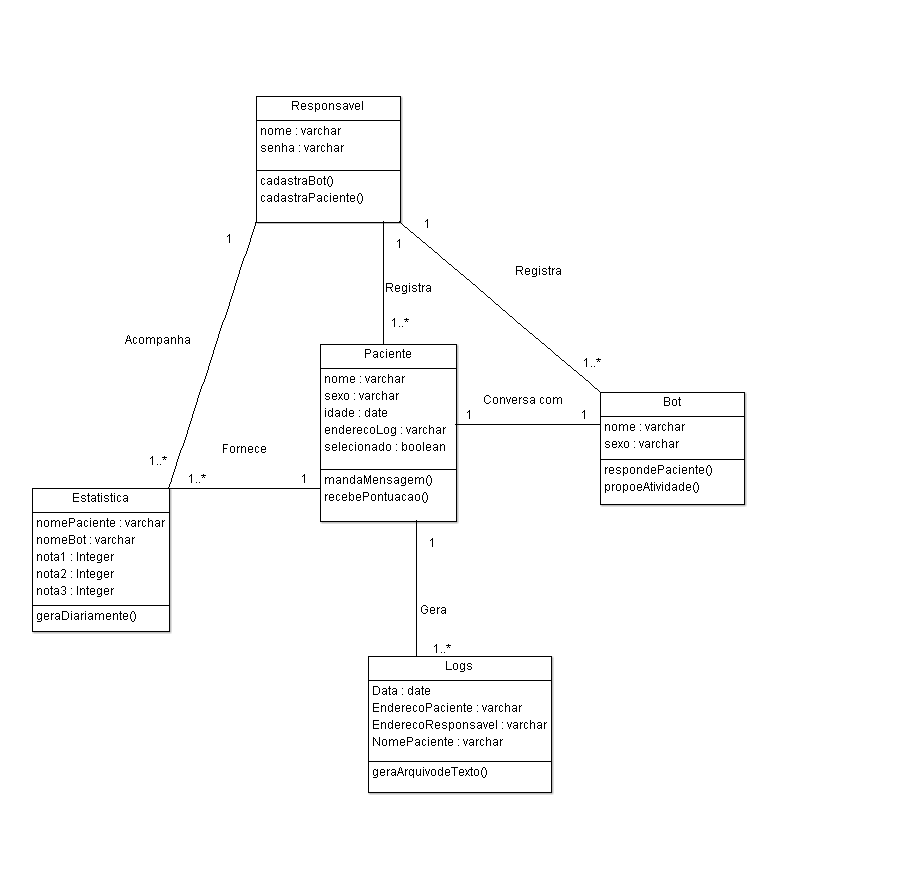 Responsavel
nome : varchar
senha : varchar
cadastraBot()
cadastraPaciente()
1
1
1
Registra
Registra
Acompanha
1..*
1..*
Paciente
nome : varchar
sexo : varchar
idade : date
enderecoLog : varchar
selecionado : boolean
mandaMensagem()
recebePontuacao()
Conversa com
1
1
Bot
nome : varchar
sexo : varchar
respondePaciente()
propoeAtividade()
Fornece
1..*
1..*
1
Estatistica
nomePaciente : varchar
nomeBot : varchar
nota1 : Integer
nota2 : Integer
nota3 : Integer
geraDiariamente()
1
Gera
1..*
Logs
Data : date
EnderecoPaciente : varchar
EnderecoResponsavel : varchar
NomePaciente : varchar
geraArquivodeTexto()